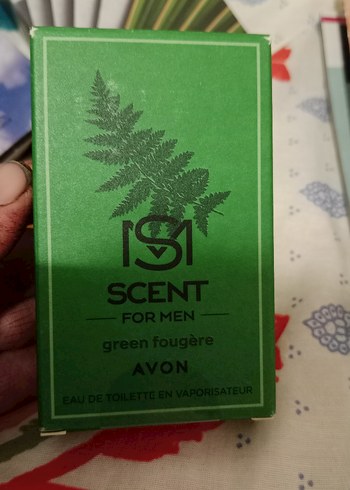 SM
SCENT
FOR MEN
green fougère
AVON
EAU DE TOILETTE EN VAPORISATEUR